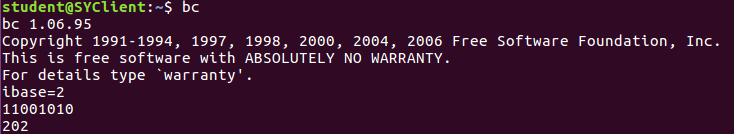 student@SYClient:~$ bc
bc 1.06.95
Copyright 1991-1994, 1997, 1998, 2000, 2004, 2006 Free Software Foundation, Inc.
This is free software with ABSOLUTELY NO WARRANTY.
For details type `warranty'.
ibase=2
11001010
202